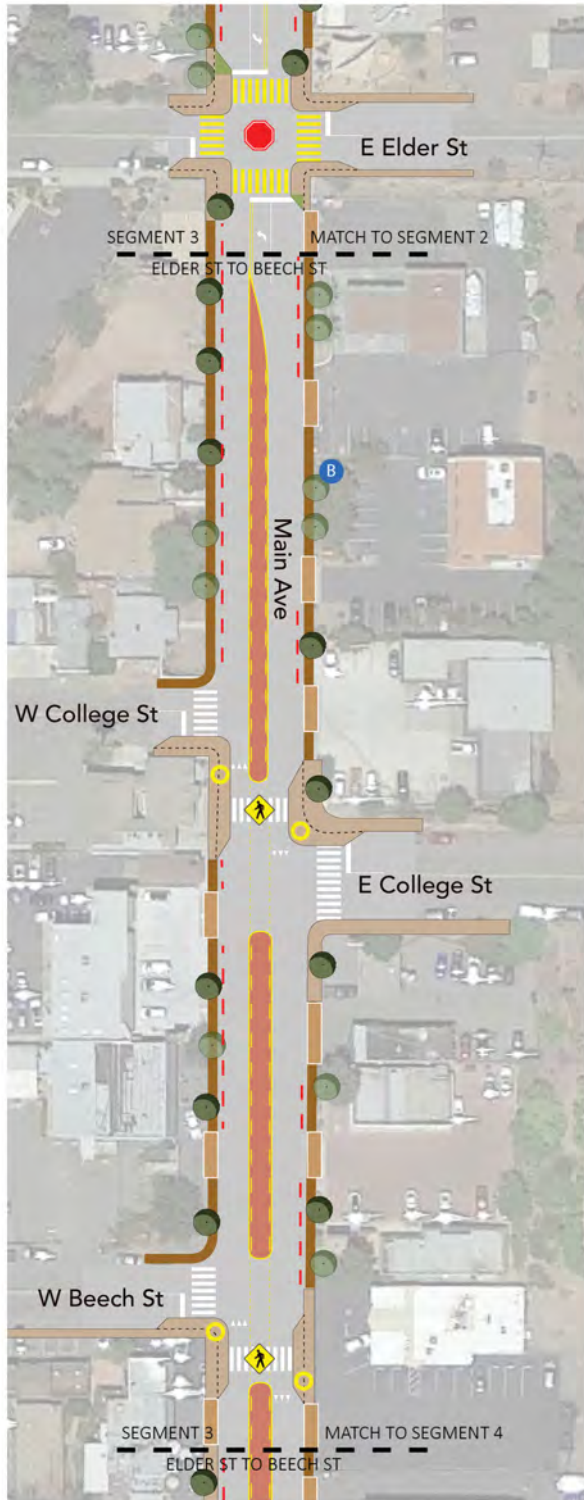 E Elder St
SEGMENT 3
MATCH TO SEGMENT 2
ELDER ST TO BEECH ST
B
Main Ave
W College St
E College St
W Beech St
SEGMENT 3
MATCH TO SEGMENT 4
ELDER ST TO BEECH ST